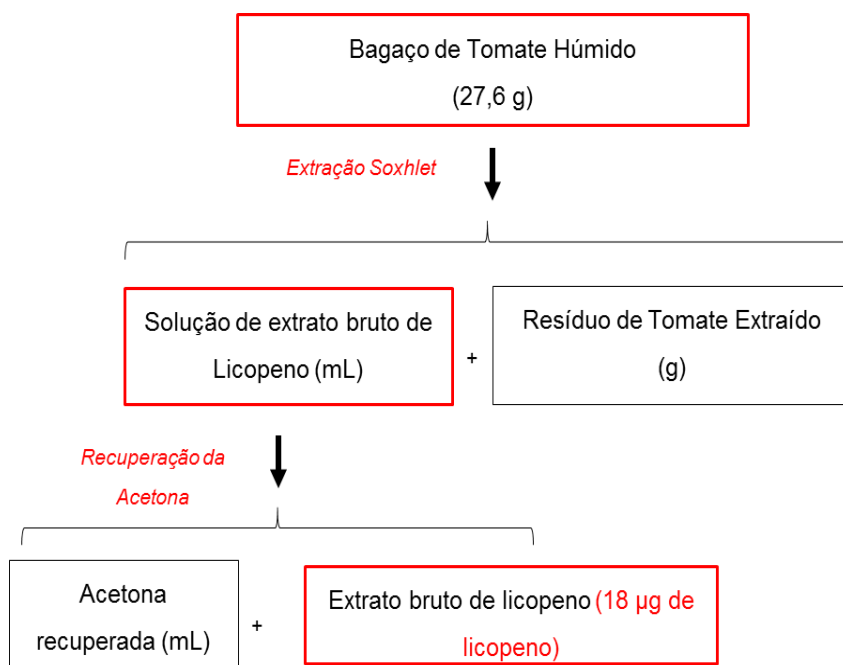 Bagaço de Tomate Húmido
(27,6 g)
Extração Soxhlet
Solução de extrato bruto de
Licopeno (mL)
+
Resíduo de Tomate Extraído
(g)
Recuperação da
Acetona
Acetona
recuperada (mL)
+
Extrato bruto de licopeno (18 µg de
licopeno)